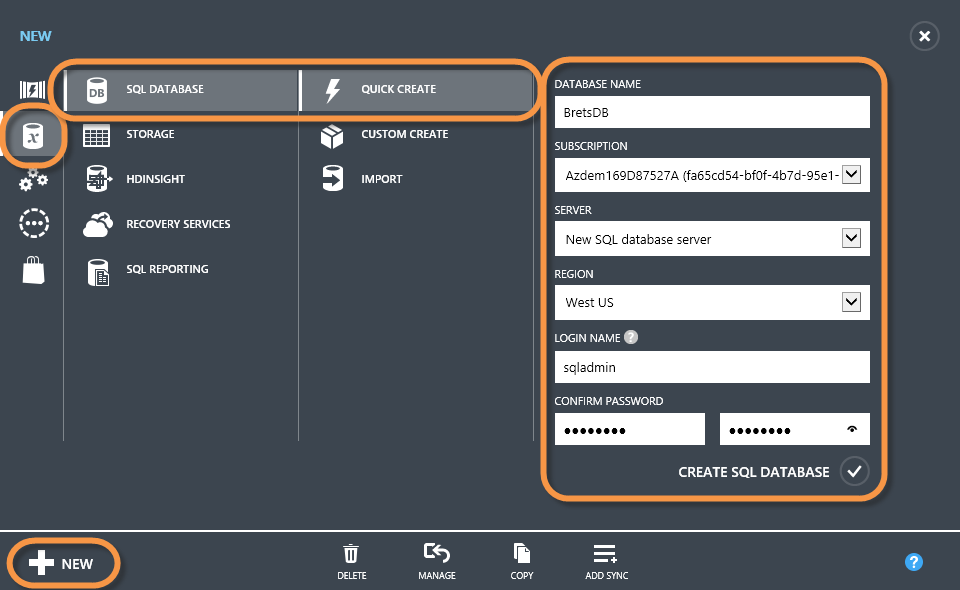 NEW
DB
SQL DATABASE
STORAGE
HDINSIGHT
RECOVERY SERVICES
SQL REPORTING
QUICK CREATE
CUSTOM CREATE
IMPORT
DATABASE NAME
BretsDB
SUBSCRIPTION
Azdem169D87527A (fa65cd54-bf0f-4b7d-95e1-
SERVER
New SQL database server
REGION
West US
LOGIN NAME ?
sqladmin
CONFIRM PASSWORD
●●●●●●●● ●●●●●●●●
CREATE SQL DATABASE
NEW
DELETE
MANAGE
COPY
ADD SYNC
?